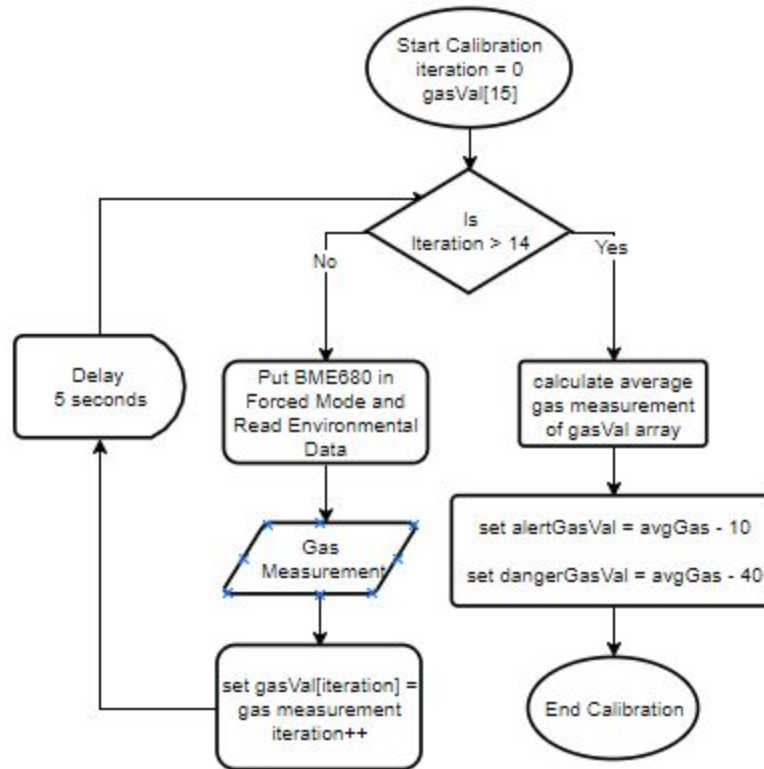 Start Calibration
iteration = 0
gasVal[15]
Is
Iteration > 14
No
Yes
Delay
5 seconds
Put BME680 in
Forced Mode and
Read Environmental
Data
calculate average
gas measurement
of gasVal array
Gas
Measurement
set alertGasVal = avgGas - 10
set dangerGasVal = avgGas - 40
set gasVal[iteration] =
gas measurement
iteration++
End Calibration